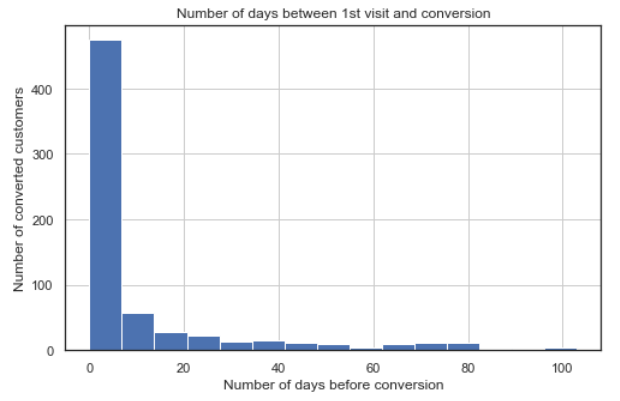 Number of days between 1st visit and conversion
Number of converted customers
400
300
200
100
0
0 20 40 60 80 100
Number of days before conversion